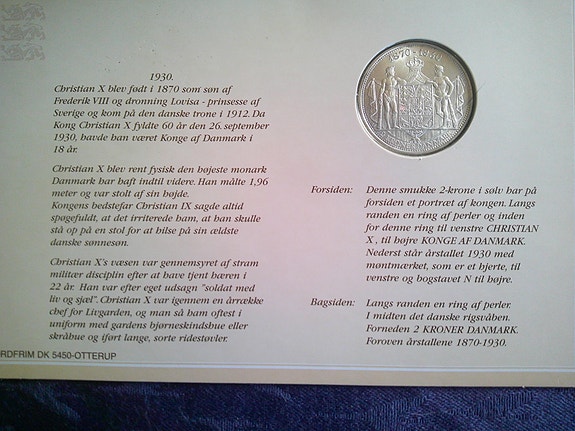 1870-1930
1930.
Christian X blev født i 1870 som søn af
Frederik VIII og dronning Lovisa - prinsesse af
Sverige og kom på den danske trone i 1912. Da
Kong Christian X fyldte 60 år den 26. september
1930, havde han været Konge af Danmark i
18 år.
Christian X blev rent fysisk den højeste monark
Danmark har haft indtil videre. Han målte 1,96
meter og var stolt af sin højde.
Kongens bedstefar Christian IX sagde altid
spøgefuldt, at det irriterede ham, at han skulle
stå op på en stol for at hilse på sin ældste
danske sønnesøn.
Christian X's væsen var gennemsyret af stram
militær disciplin efter at have tjent hæren i
22 år. Han var efter eget udsagn "soldat med
liv og sjæl". Christian X var igennem en årrække
chef for Livgarden, og man så ham oftest i
uniform med gardens bjørneskindshue eller
skråhue og iført lange, sorte ridestøvler.
RDFRIM DK 5450-OTTERUP
Forsiden: Denne smukke 2-krone i sølv har på
forsiden et portræt af kongen. Langs
randen en ring af perler og inden
for denne ring til venstre CHRISTIAN
X , til højre KONGE AF DANMARK.
Nederst står årstallet 1930 med
møntmærket, som er et hjerte, til
venstre og bogstavet N til højre.
Bagsiden: Langs randen en ring af perler.
I midten det danske rigsvåben.
Forneden 2 KRONER DANMARK.
Foroven årstallene 1870-1930.